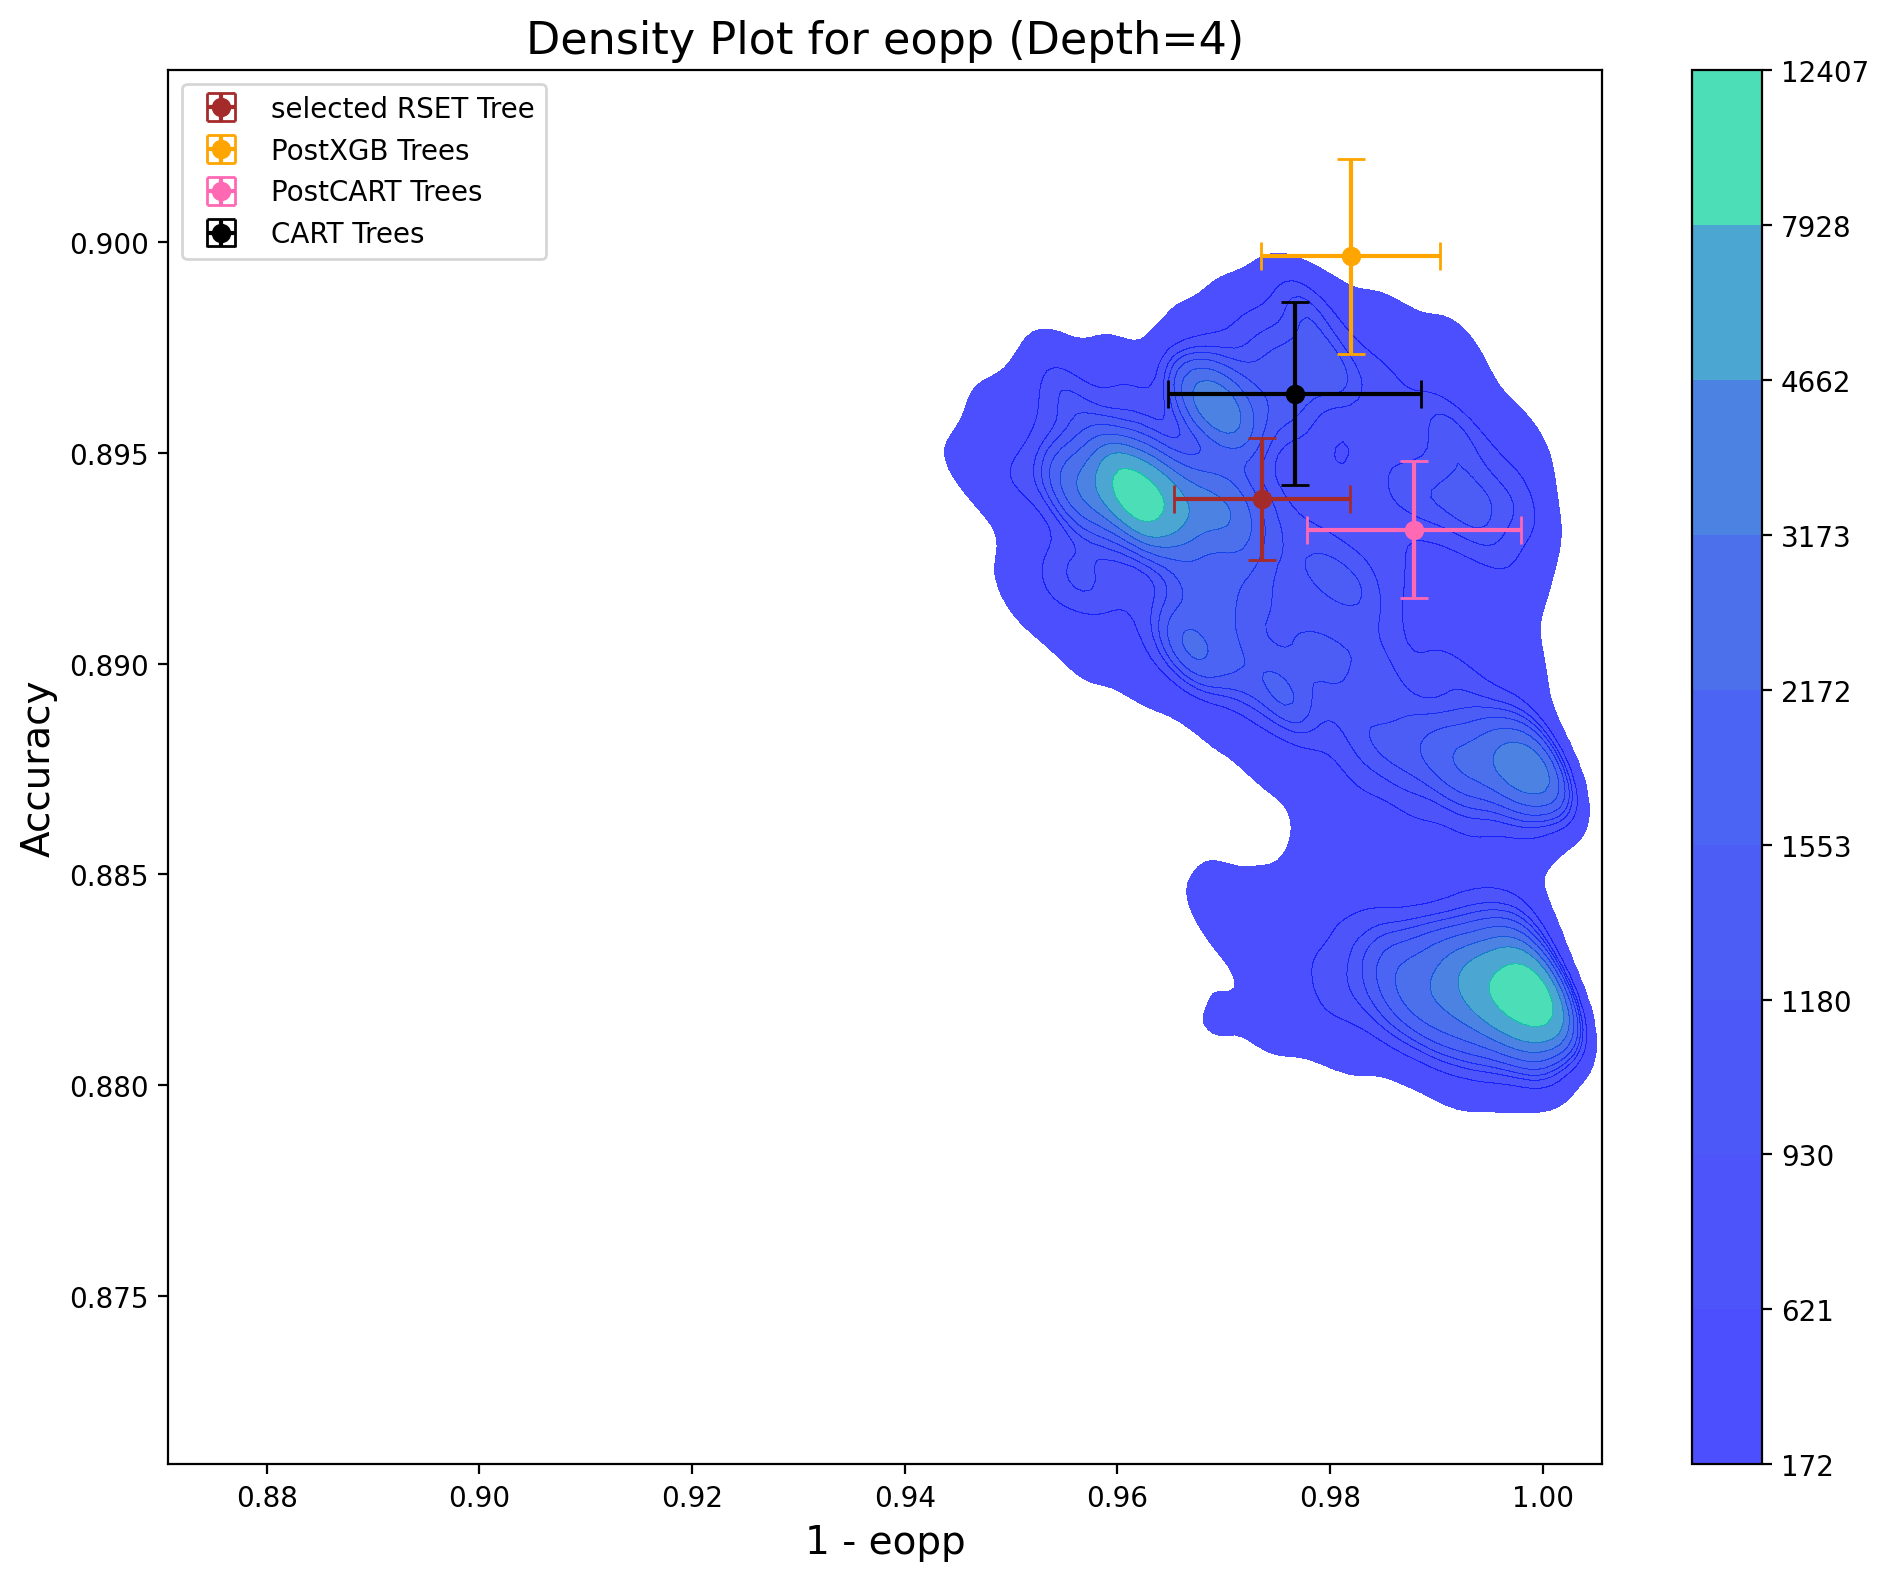 Density Plot for eopp (Depth=4)
selected RSET Tree
PostXGB Trees
PostCART Trees
CART Trees
Accuracy
0.900
0.895
0.890
0.885
0.880
0.875
0.88 0.90 0.92 0.94 0.96 0.98 1.00
1 - eopp
12407
7928
4662
3173
2172
1553
1180
930
621
172